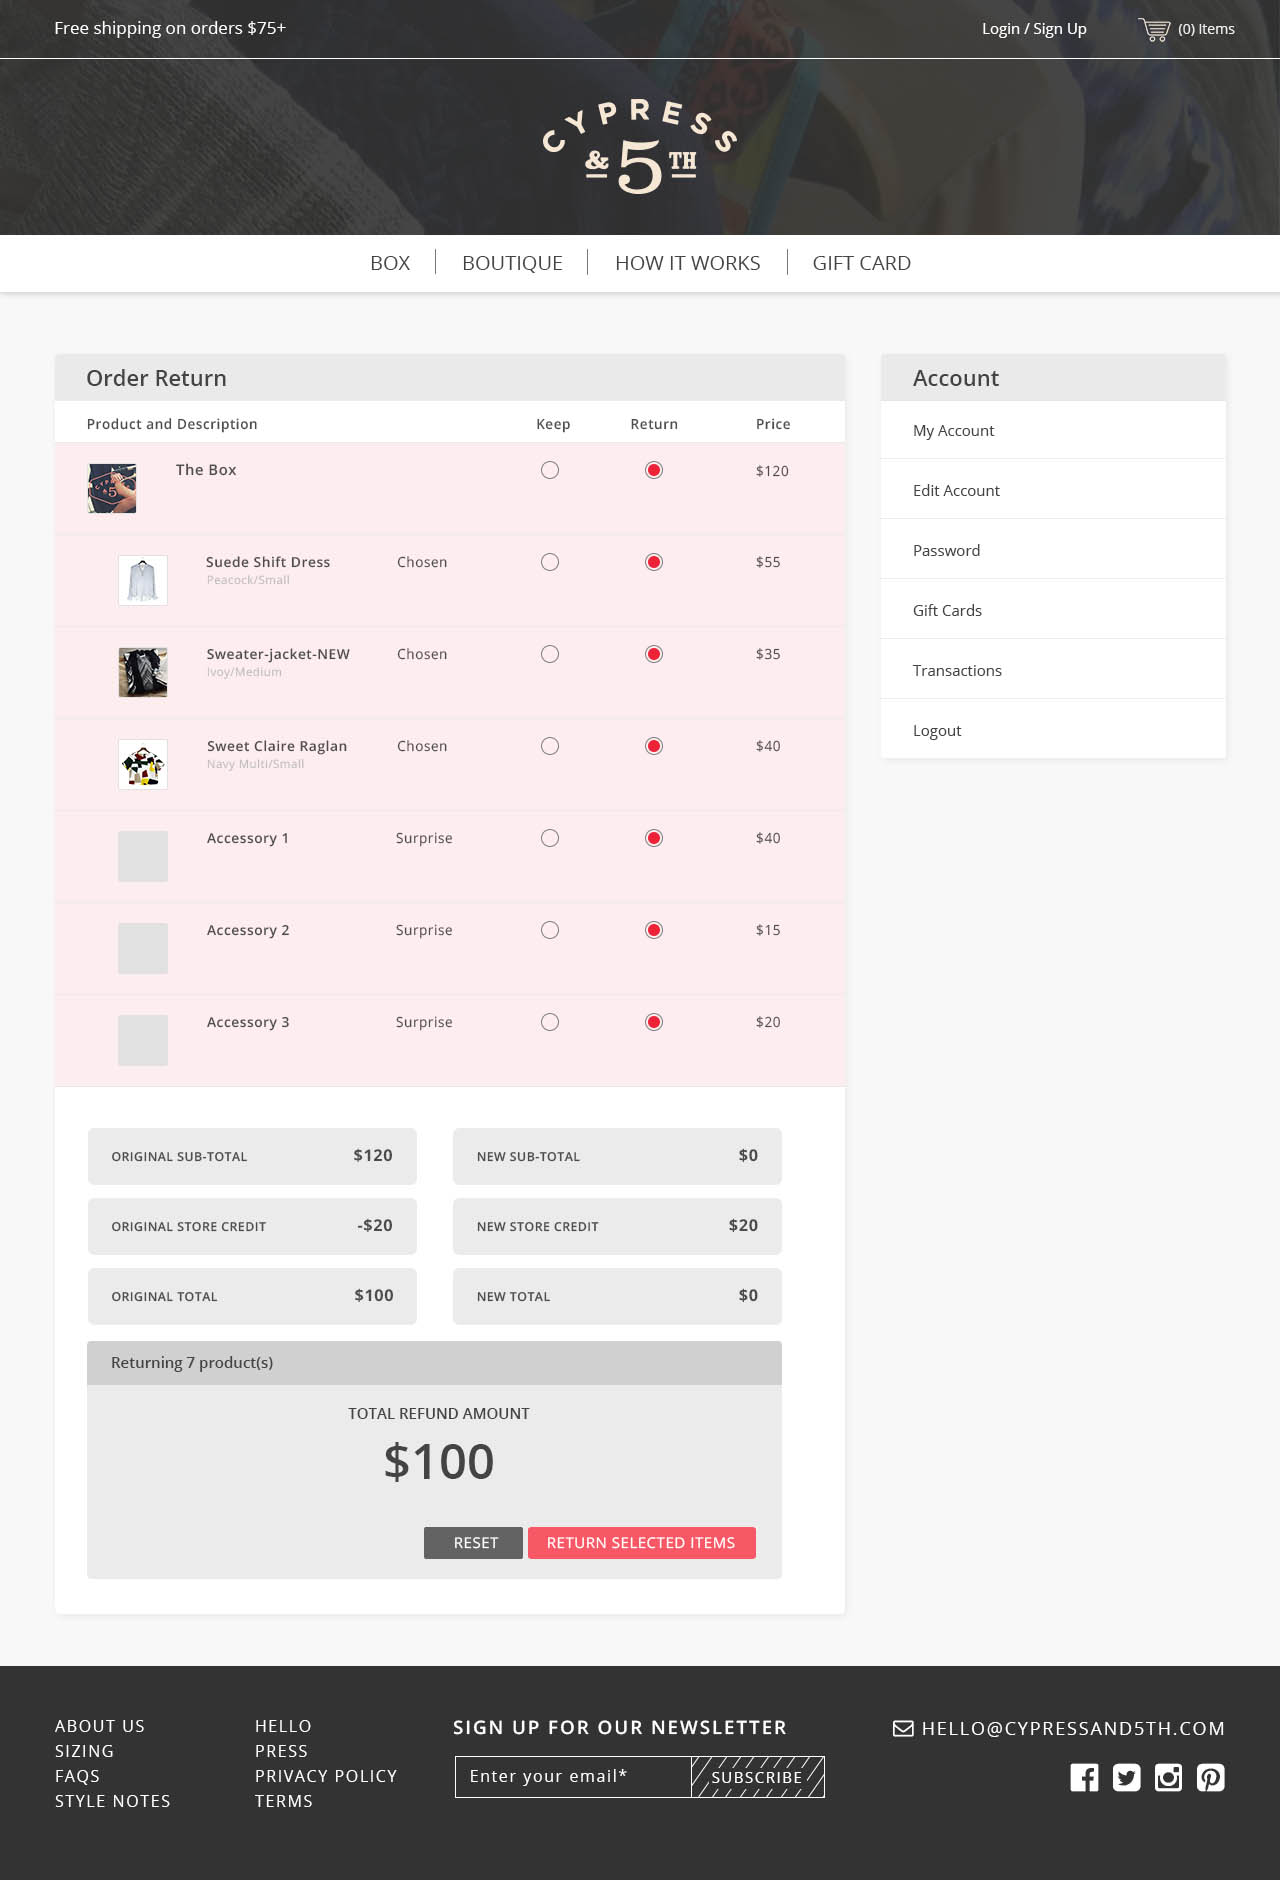 Free shipping on orders $75+
Login / Sign Up
(0) Items
CYPRESS
& 5TH
BOX
BOUTIQUE
HOW IT WORKS
GIFT CARD
Order Return
Product and Description Keep Return Price
The Box $120
Suede Shift Dress Chosen $55
Peacock/Small
Sweater-jacket-NEW Chosen $35
Ivoy/Medium
Sweet Claire Raglan Chosen $40
Navy Multi/Small
Accessory 1 Surprise $40
Accessory 2 Surprise $15
Accessory 3 Surprise $20
Account
My Account
Edit Account
Password
Gift Cards
Transactions
Logout
ORIGINAL SUB-TOTAL $120
NEW SUB-TOTAL $0
ORIGINAL STORE CREDIT -$20
NEW STORE CREDIT $20
ORIGINAL TOTAL $100
NEW TOTAL $0
Returning 7 product(s)
TOTAL REFUND AMOUNT
$100
RESET
RETURN SELECTED ITEMS
ABOUT US
SIZING
FAQS
STYLE NOTES
HELLO
PRESS
PRIVACY POLICY
TERMS
SIGN UP FOR OUR NEWSLETTER
Enter your email*
SUBSCRIBE
HELLO@CYPRESSAND5TH.COM